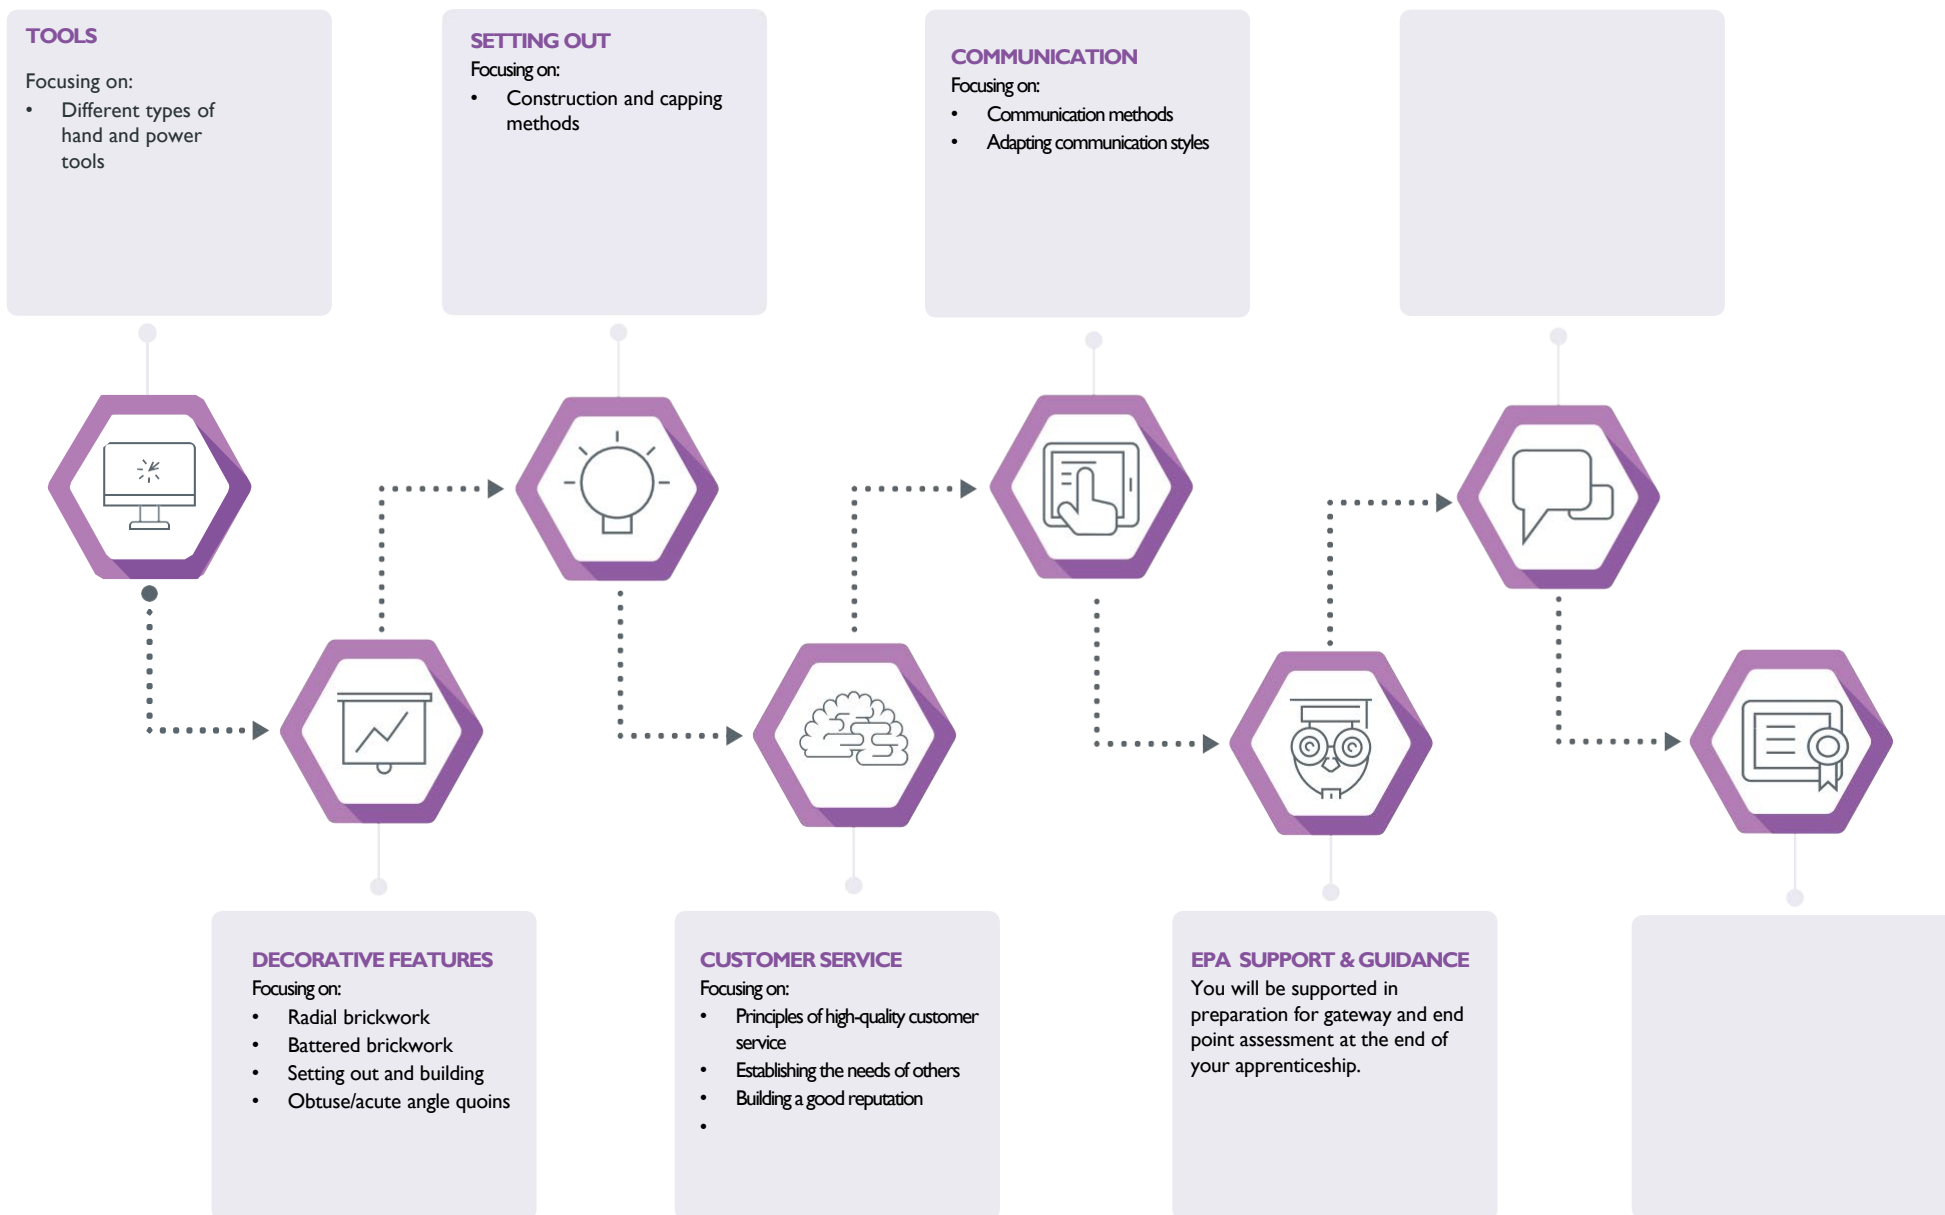 TOOLS
Focusing on:
• Different types of
hand and power
tools
SETTING OUT
Focusing on:
• Construction and capping
methods
COMMUNICATION
Focusing on:
• Communication methods
• Adapting communication styles
DECORATIVE FEATURES
Focusing on:
• Radial brickwork
• Battered brickwork
• Setting out and building
• Obtuse/acute angle quoins
CUSTOMER SERVICE
Focusing on:
• Principles of high-quality customer
service
• Establishing the needs of others
• Building a good reputation
•
EPA SUPPORT & GUIDANCE
You will be supported in
preparation for gateway and end
point assessment at the end of
your apprenticeship.